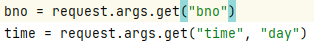 bno = request.args.get("bno")
time = request.args.get("time", "day")